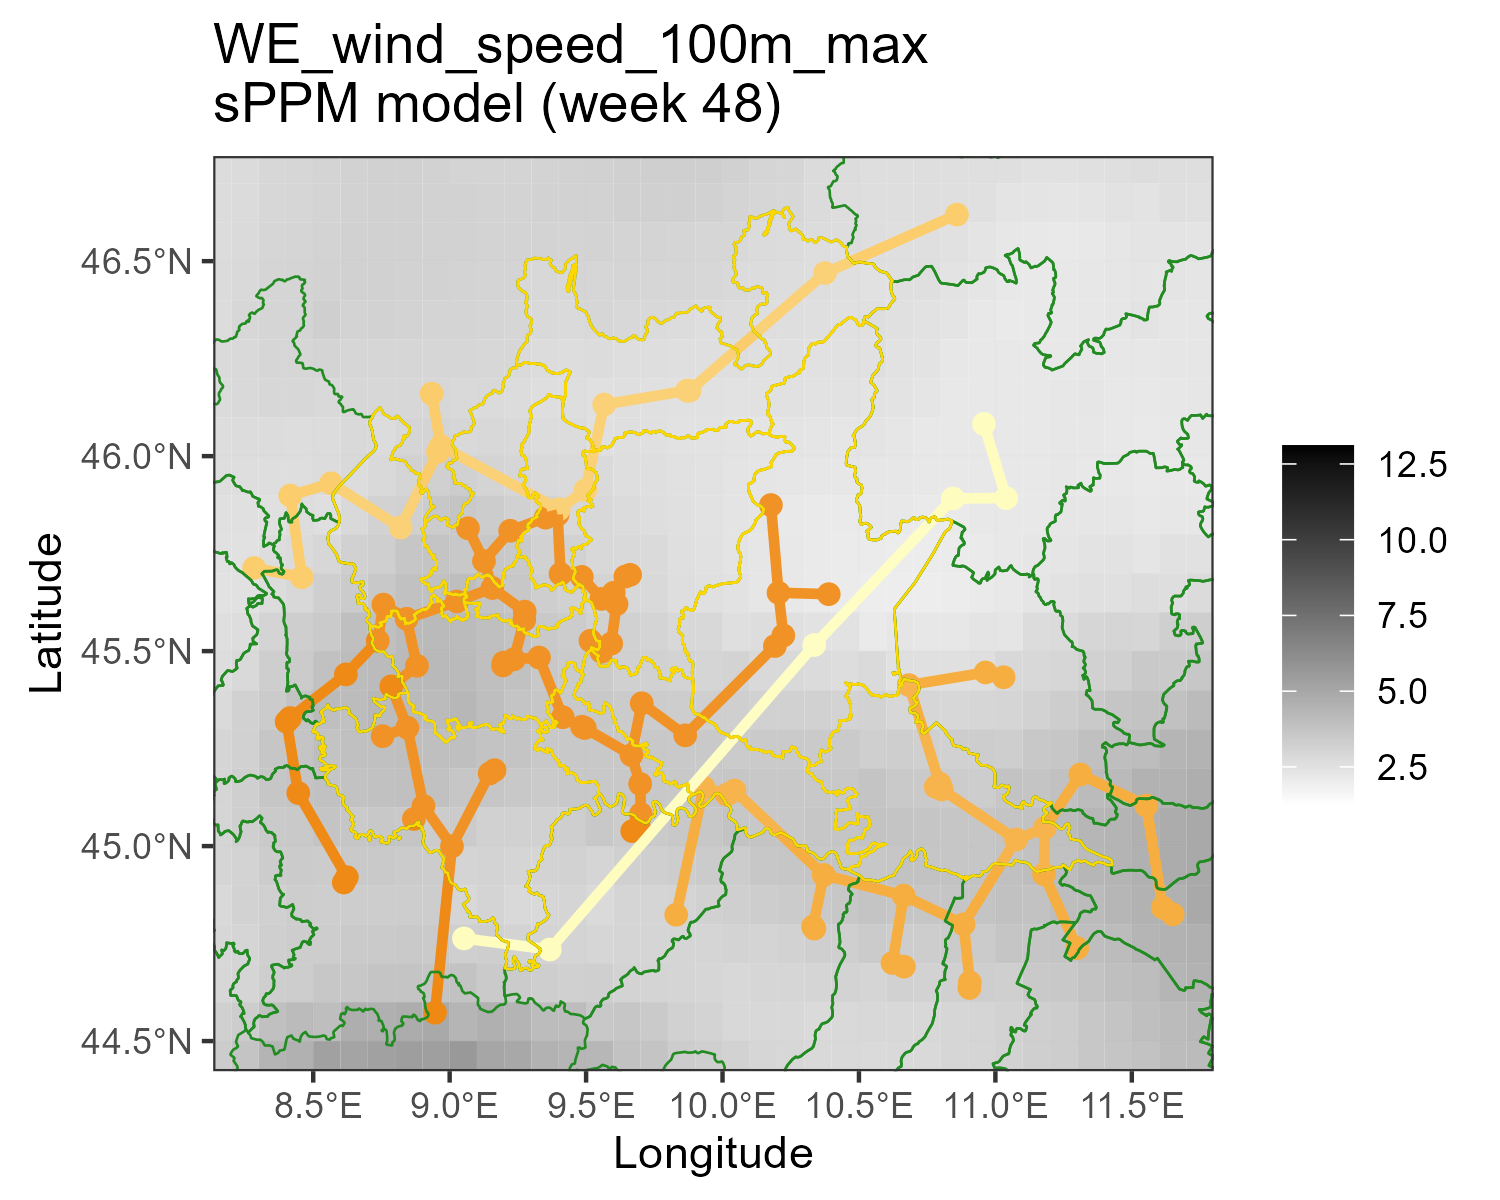 WE_wind_speed_100m_max
sPPM model (week 48)
46.5°N
46.0°N
45.5°N
45.0°N
44.5°N
Latitude
8.5°E 9.0°E 9.5°E 10.0°E 10.5°E 11.0°E 11.5°E
Longitude
12.5
10.0
7.5
5.0
2.5